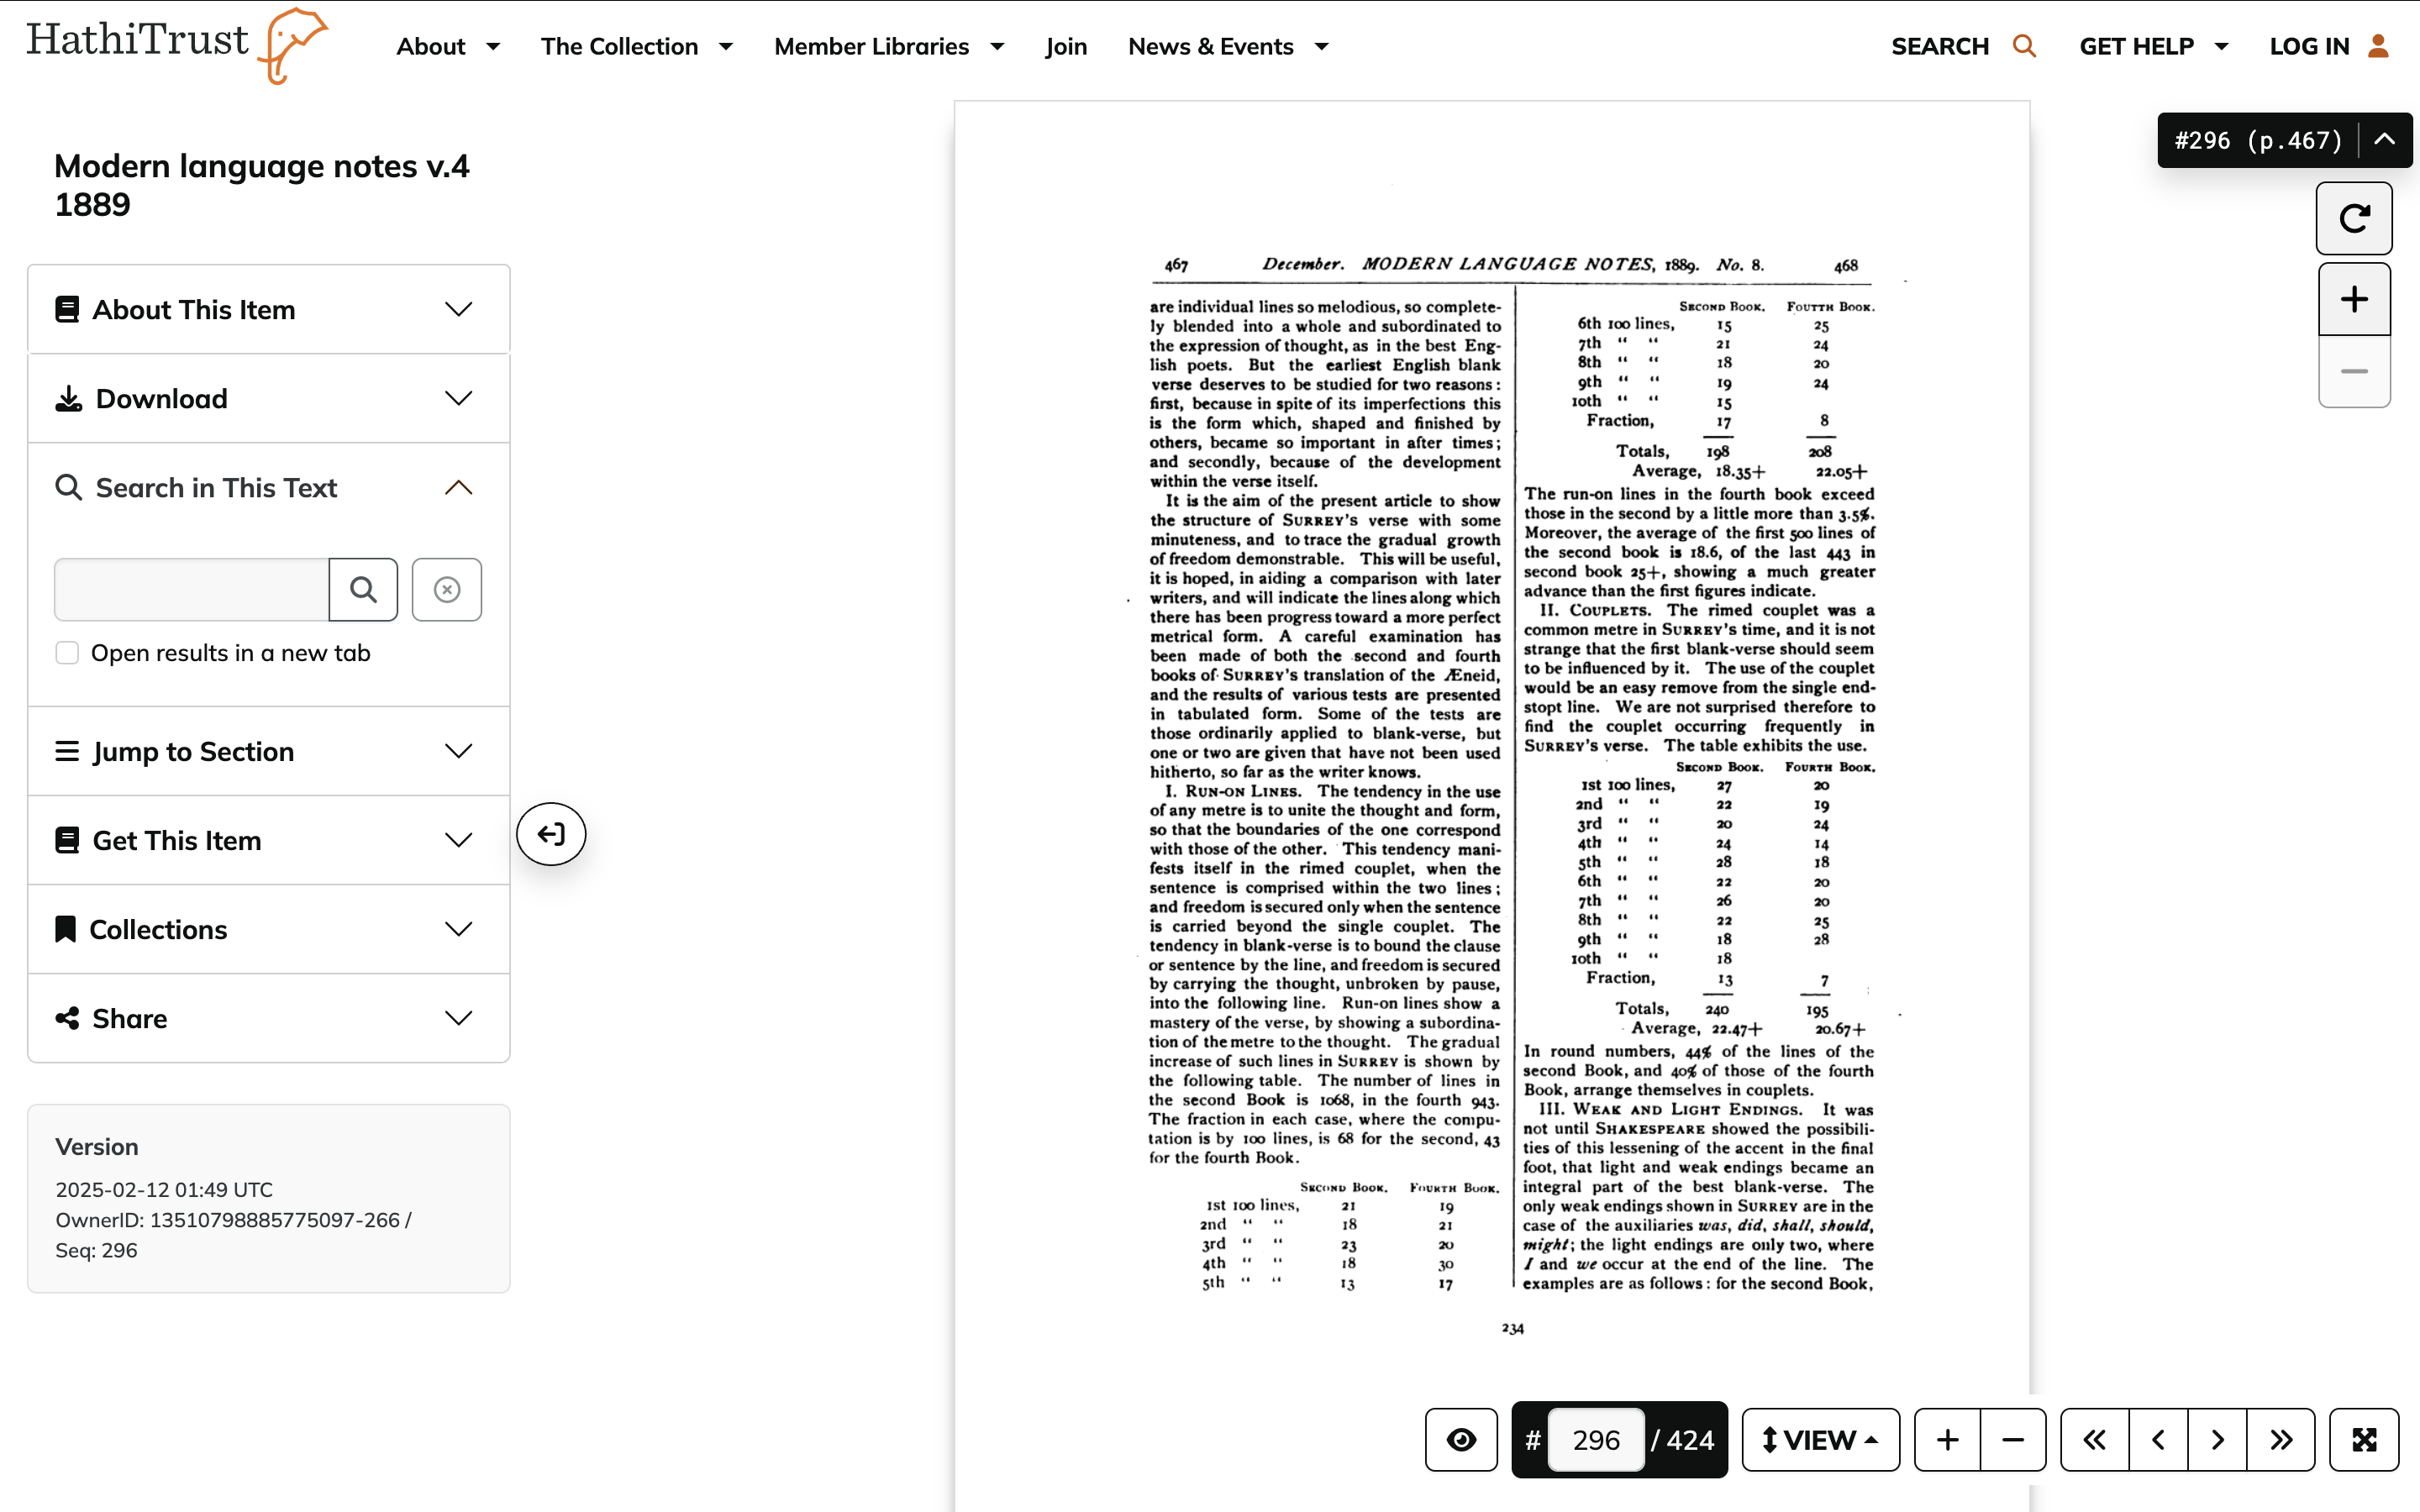 HathiTrust
About
The Collection
Member Libraries
Join
News & Events
SEARCH
GET HELP
LOG IN
#296 (p.467)
Modern language notes v.4
1889
About This Item
Download
Search in This Text
Open results in a new tab
Jump to Section
Get This Item
Collections
Share
Version
2025-02-12 01:49 UTC
OwnerID: 13510798885775097-266 /
Seq: 296
467 December. MODERN LANGUAGE NOTES, 1889. No. 8. 468
are individual lines so melodious, so complete-
ly blended into a whole and subordinated to
the expression of thought, as in the best Eng-
lish poets. But the earliest English blank
verse deserves to be studied for two reasons:
first, because in spite of its imperfections this
is the form which, shaped and finished by
others, became so important in after times;
and secondly, because of the development
within the verse itself.
It is the aim of the present article to show
the structure of SURREY'S verse with some
minuteness, and to trace the gradual growth
of freedom demonstrable. This will be useful,
it is hoped, in aiding a comparison with later
writers, and will indicate the lines along which
there has been progress toward a more perfect
metrical form. A careful examination has
been made of both the second and fourth
books of SURREY'S translation of the Æneid,
and the results of various tests are presented
in tabulated form. Some of the tests are
those ordinarily applied to blank-verse, but
one or two are given that have not been used
hitherto, so far as the writer knows.
I. RUN-ON LINES. The tendency in the use
of any metre is to unite the thought and form,
so that the boundaries of the one correspond
with those of the other. This tendency mani-
fests itself in the rimed couplet, when the
sentence is comprised within the two lines;
and freedom is secured only when the sentence
is carried beyond the single couplet. The
tendency in blank-verse is to bound the clause
or sentence by the line, and freedom is secured
by carrying the thought, unbroken by pause,
into the following line. Run-on lines show a
mastery of the verse, by showing a subordina-
tion of the metre to the thought. The gradual
increase of such lines in SURREY is shown by
the following table. The number of lines in
the second Book is 1068, in the fourth 943.
The fraction in each case, where the compu-
tation is by 100 lines, is 68 for the second, 43
for the fourth Book.
SECOND BOOK. FOURTH BOOK.
1st 100 lines, 21 19
2nd " " 18 21
3rd " " 23 20
4th " " 18 30
5th " " 13 17
SECOND BOOK. FOUTTH BOOK.
6th 100 lines, 15 25
7th " " 21 24
8th " " 18 20
9th " " 19 24
10th " " 15
Fraction, 17 8
Totals, 198 208
Average, 18.35+ 22.05+
The run-on lines in the fourth book exceed
those in the second by a little more than 3.5%.
Moreover, the average of the first 500 lines of
the second book is 18.6, of the last 443 in
second book 25+, showing a much greater
advance than the first figures indicate.
II. COUPLETS. The rimed couplet was a
common metre in SURREY'S time, and it is not
strange that the first blank-verse should seem
to be influenced by it. The use of the couplet
would be an easy remove from the single end-
stopt line. We are not surprised therefore to
find the couplet occurring frequently in
SURREY'S verse. The table exhibits the use.
SECOND BOOK. FOURTH BOOK.
1st 100 lines, 27 20
2nd " " 22 19
3rd " " 20 24
4th " " 24 14
5th " " 28 18
6th " " 22 20
7th " " 26 20
8th " " 22 25
9th " " 18 28
10th " " 18
Fraction, 13 7
Totals, 240 195
Average, 22.47+ 20.67+
In round numbers, 44% of the lines of the
second Book, and 40% of those of the fourth
Book, arrange themselves in couplets.
III. WEAK AND LIGHT ENDINGS. It was
not until SHAKESPEARE showed the possibili-
ties of this lessening of the accent in the final
foot, that light and weak endings became an
integral part of the best blank-verse. The
only weak endings shown in SURREY are in the
case of the auxiliaries was, did, shall, should,
might; the light endings are only two, where
I and we occur at the end of the line. The
examples are as follows: for the second Book,
234
# 296 / 424
VIEW